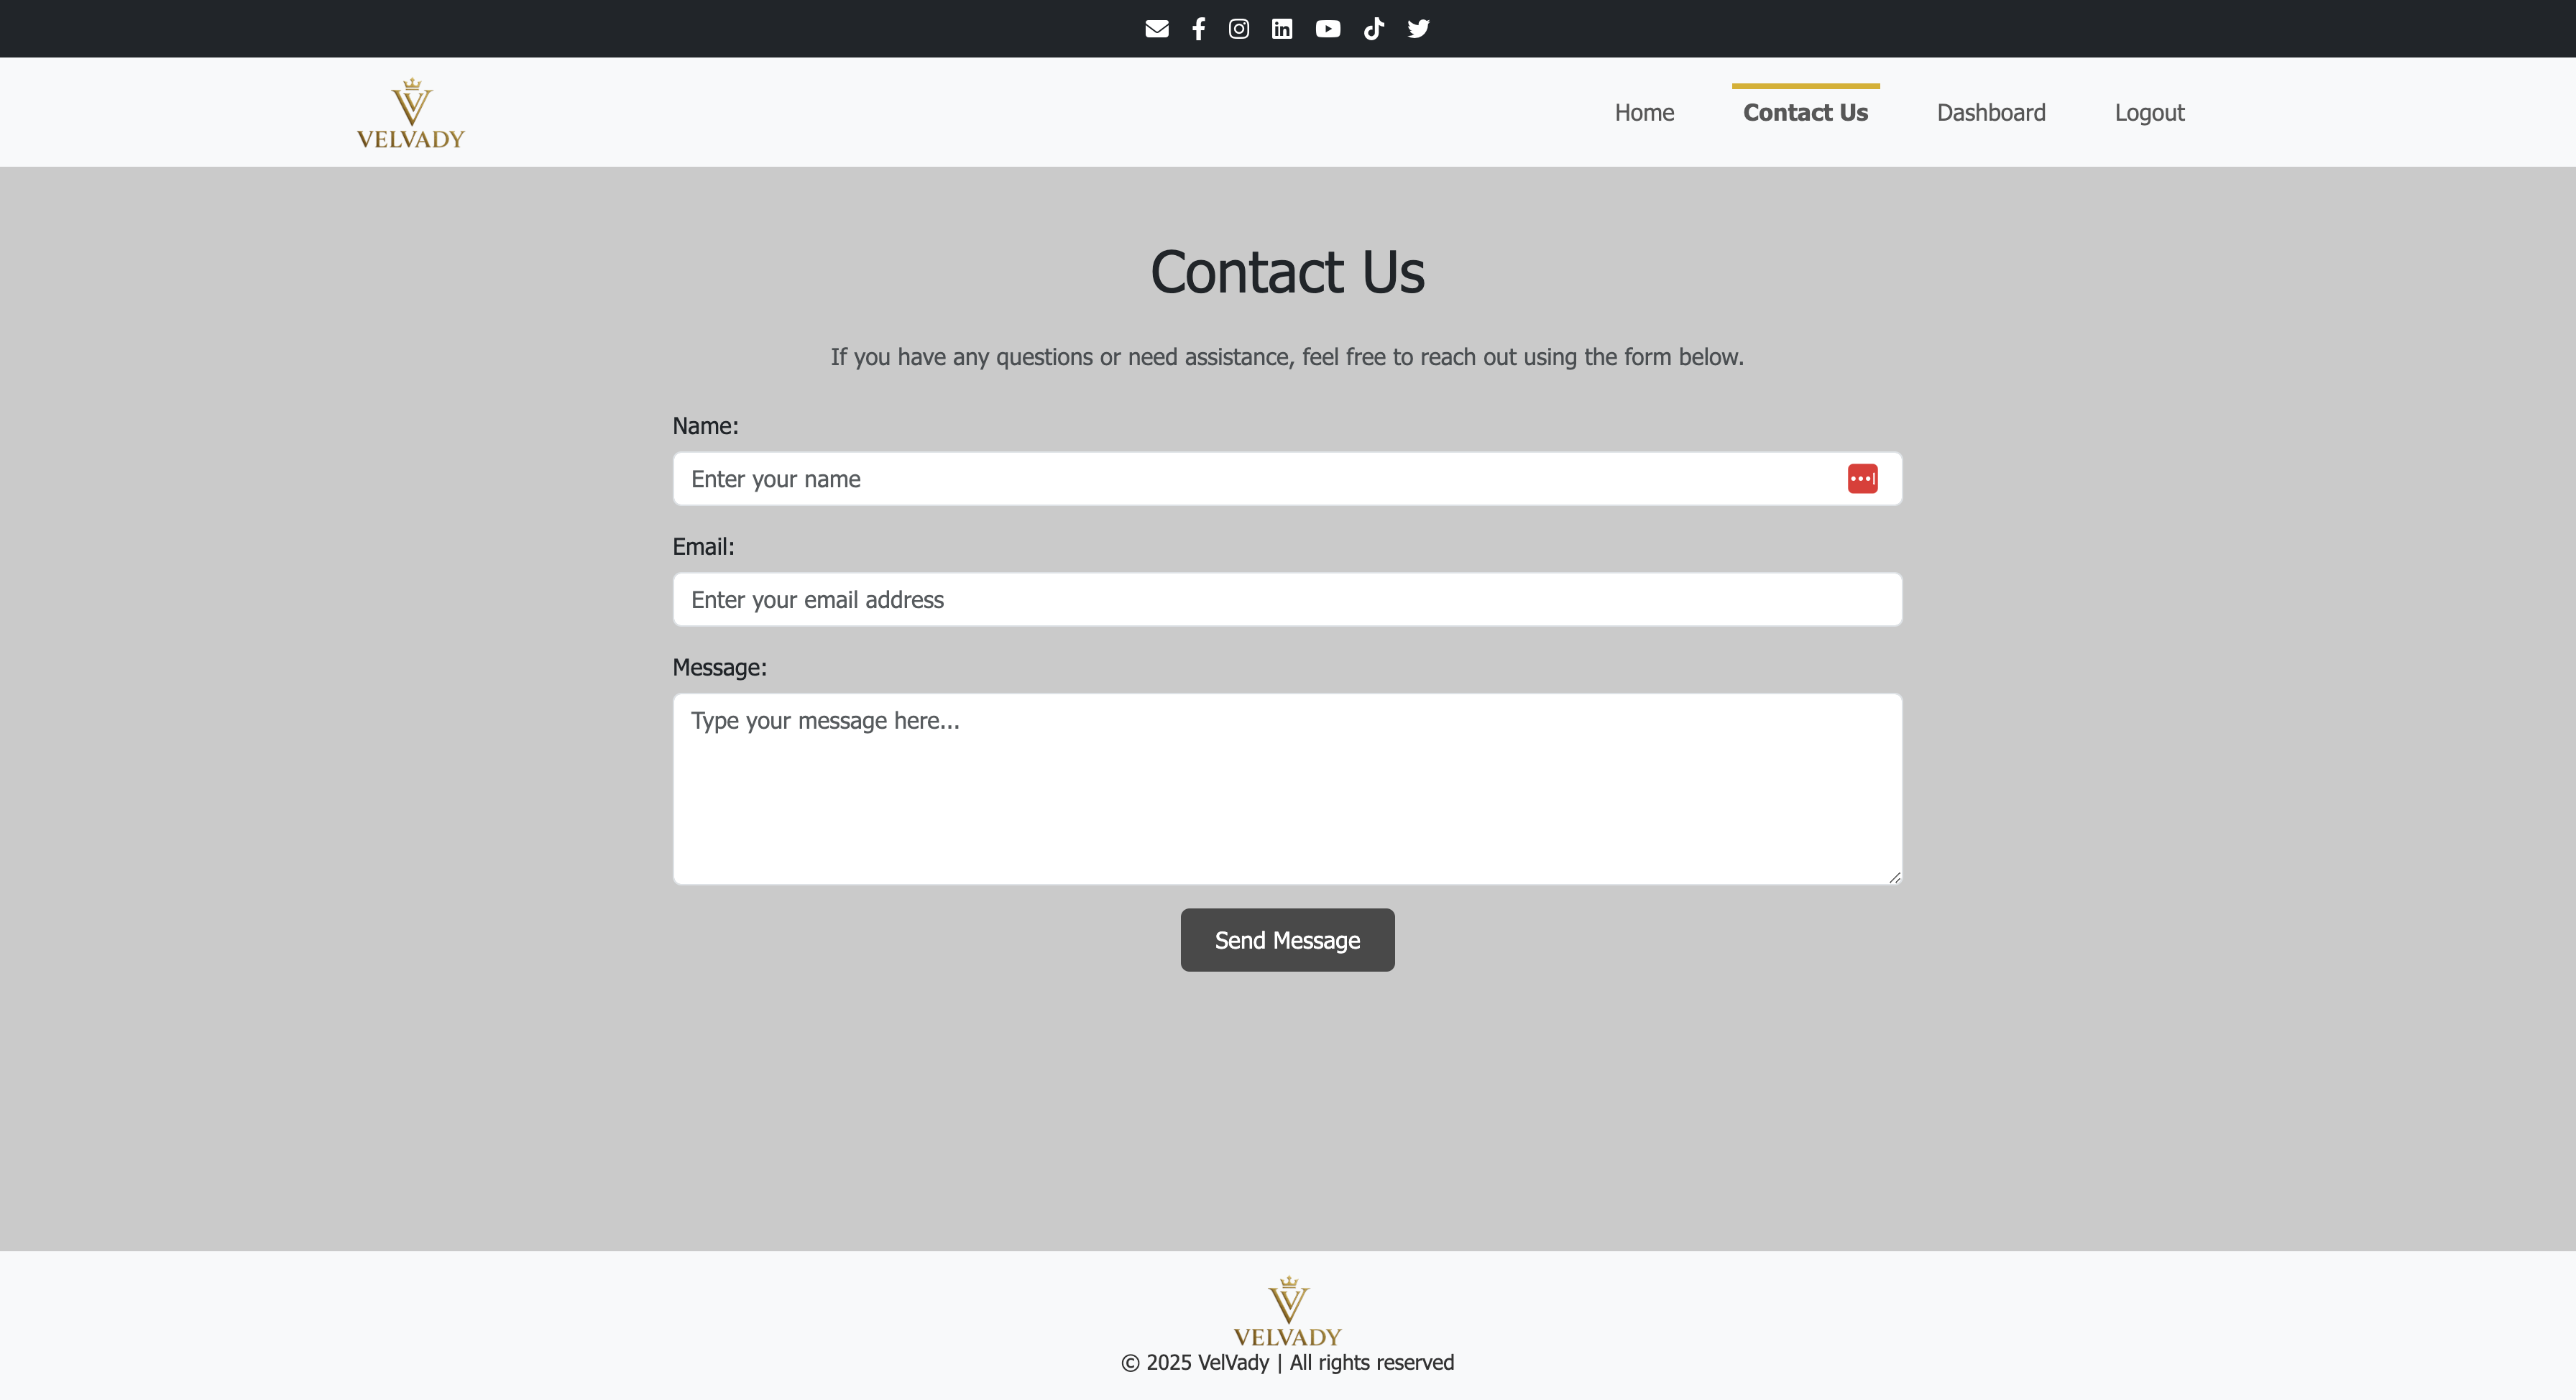 VELVADY
Home Contact Us Dashboard Logout
Contact Us
If you have any questions or need assistance, feel free to reach out using the form below.
Name:
Enter your name
Email:
Enter your email address
Message:
Type your message here...
Send Message
VELVADY
© 2025 VelVady | All rights reserved